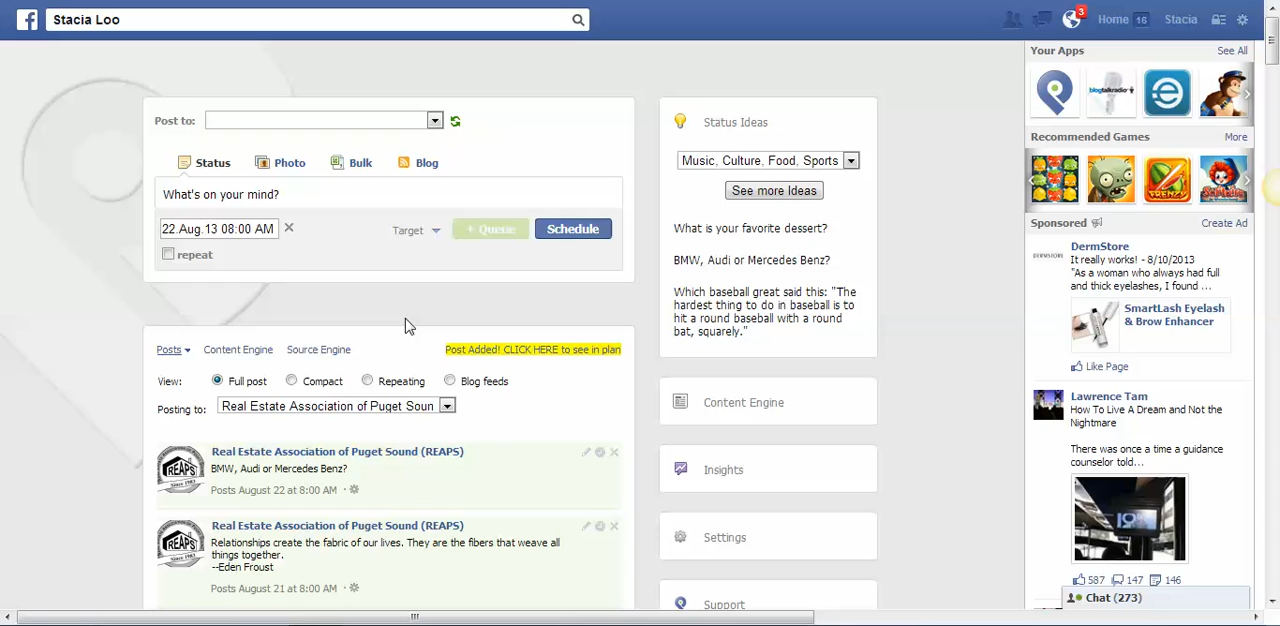 Stacia Loo
3
Home 16 Stacia
Post to:
Status Photo Bulk Blog
What's on your mind?
22.Aug.13 08:00 AM
Target + Queue Schedule
repeat
Posts Content Engine Source Engine Post Added! CLICK HERE to see in plan
View: Full post Compact Repeating Blog feeds
Posting to: Real Estate Association of Puget Soun
REAPS
Real Estate Association of Puget Sound (REAPS)
BMW, Audi or Mercedes Benz?
Posts August 22 at 8:00 AM ·
REAPS
Real Estate Association of Puget Sound (REAPS)
Relationships create the fabric of our lives. They are the fibers that weave all
things together.
--Eden Froust
Posts August 21 at 8:00 AM ·
Status Ideas
Music, Culture, Food, Sports
See more Ideas
What is your favorite dessert?
BMW, Audi or Mercedes Benz?
Which baseball great said this: "The
hardest thing to do in baseball is to
hit a round baseball with a round
bat, squarely."
Content Engine
Insights
Settings
Support
Your Apps See All
blogtalkradio
Recommended Games More
FRENZY
Sponsored Create Ad
DERMSTORE
DermStore
It really works! - 8/10/2013
"As a woman who always had full
and thick eyelashes, I found ...
SmartLash Eyelash
& Brow Enhancer
Like Page
Lawrence Tam
How To Live A Dream and Not the
Nightmare
There was once a time a guidance
counselor told...
587 147 146
Chat (273)